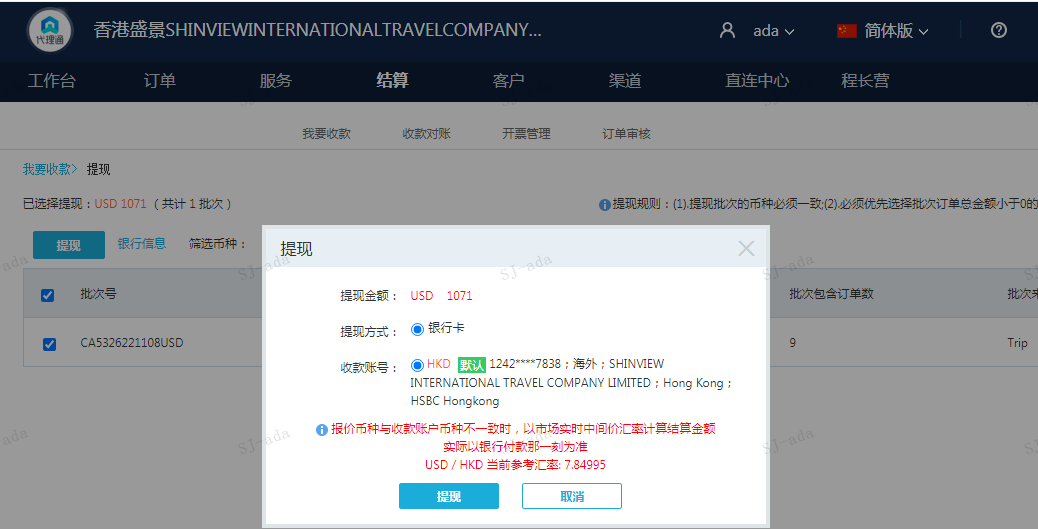 代理通
香港盛景SHINVIEWINTERNATIONALTRAVELCOMPANY...
ada
简体版
工作台 订单 服务 结算 客户 渠道 直连中心 程长营
我要收款 收款对账 开票管理 订单审核
我要收款> 提现
已选择提现：USD 1071 （ 共计 1 批次 ）
提现规则：(1).提现批次的币种必须一致;(2).必须优先选择批次订单总金额小于0的
提现 银行信息 筛选币种：
批次号 批次包含订单数 批次来
CA5326221108USD 9 Trip
提现
提现金额： USD 1071
提现方式： 银行卡
收款账号： HKD 默认 1242****7838；海外；SHINVIEW
INTERNATIONAL TRAVEL COMPANY LIMITED；Hong Kong；
HSBC Hongkong
报价币种与收款账户币种不一致时，以市场实时中间价汇率计算结算金额
实际以银行付款那一刻为准
USD / HKD 当前参考汇率: 7.84995
提现 取消
SJ-ada
SJ-ada
SJ-ada
SJ-ada
SJ-ada